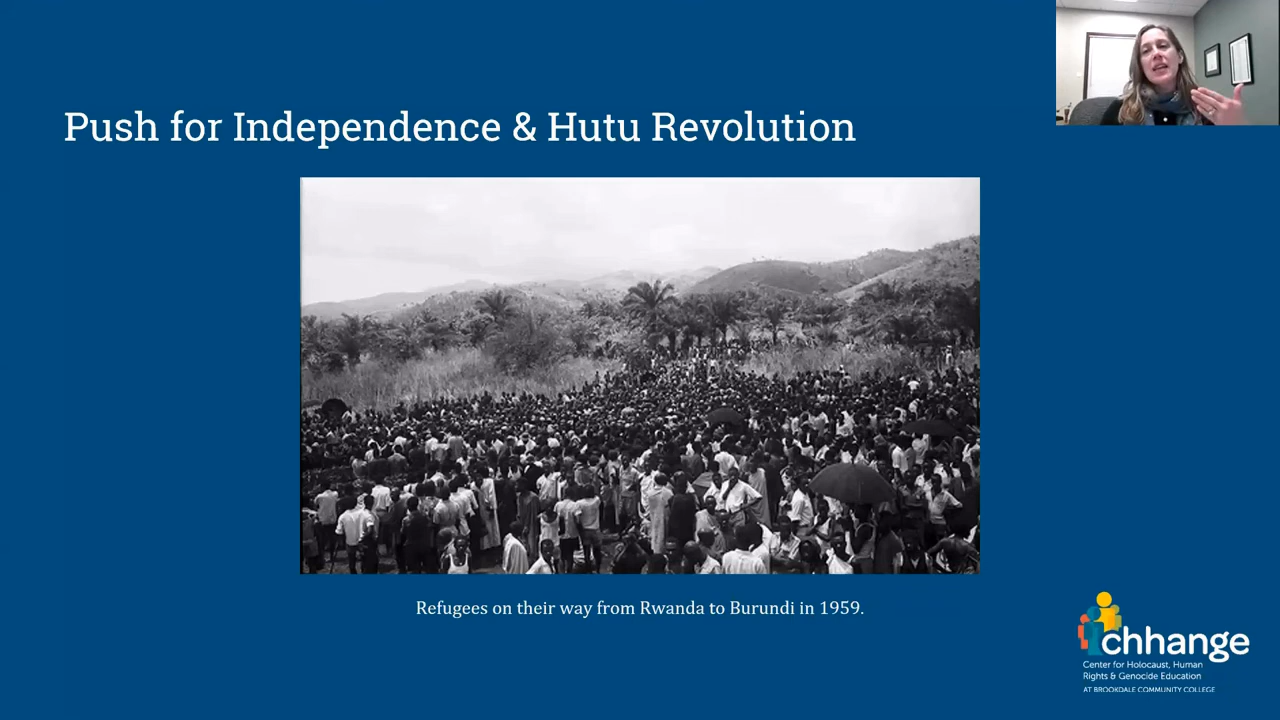 Push for Independence & Hutu Revolution
Refugees on their way from Rwanda to Burundi in 1959.
chhange
Center for Holocaust, Human
Rights & Genocide Education
AT BROOKDALE COMMUNITY COLLEGE